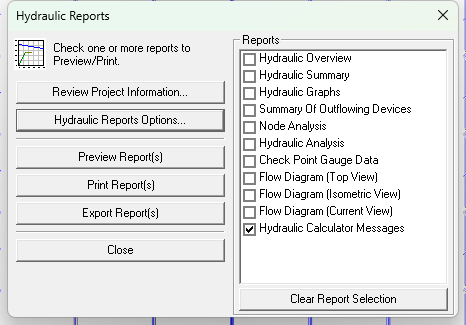 Hydraulic Reports
Check one or more reports to
Preview/Print.
Review Project Information...
Hydraulic Reports Options...
Preview Report(s)
Print Report(s)
Export Report(s)
Close
Reports
Hydraulic Overview
Hydraulic Summary
Hydraulic Graphs
Summary Of Outflowing Devices
Node Analysis
Hydraulic Analysis
Check Point Gauge Data
Flow Diagram (Top View)
Flow Diagram (Isometric View)
Flow Diagram (Current View)
Hydraulic Calculator Messages
Clear Report Selection